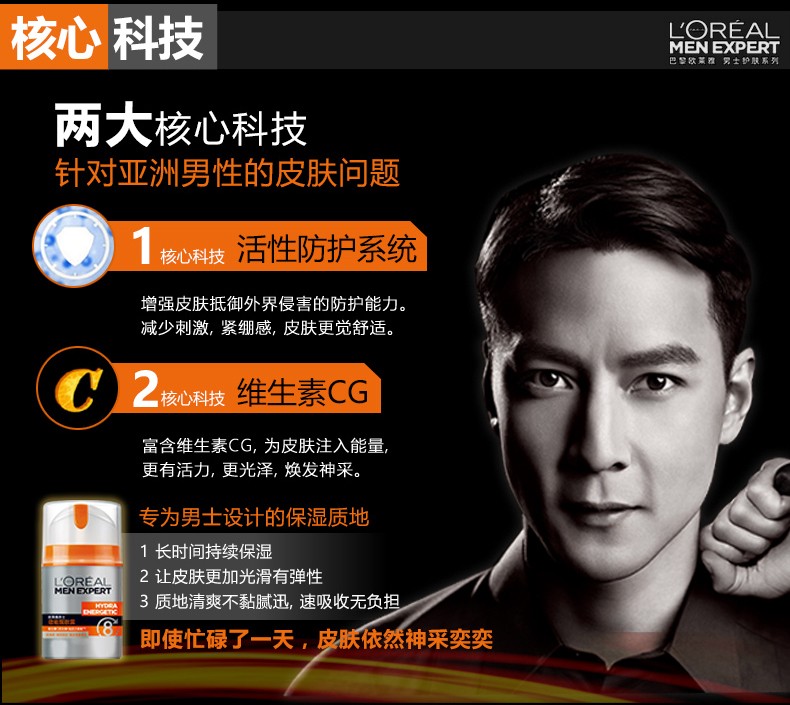 核心 科技
L'ORÉAL
MEN EXPERT
巴黎欧莱雅 男士护肤系列
两大核心科技
针对亚洲男性的皮肤问题
1 核心科技 活性防护系统
增强皮肤抵御外界侵害的防护能力。
减少刺激, 紧绷感, 皮肤更觉舒适。
C
2 核心科技 维生素CG
富含维生素CG, 为皮肤注入能量,
更有活力, 更光泽, 焕发神采。
专为男士设计的保湿质地
1 长时间持续保湿
2 让皮肤更加光滑有弹性
3 质地清爽不黏腻迅, 速吸收无负担
即使忙碌了一天，皮肤依然神采奕奕
L'ORÉAL
MEN EXPERT
HYDRA
ENERGETIC
8